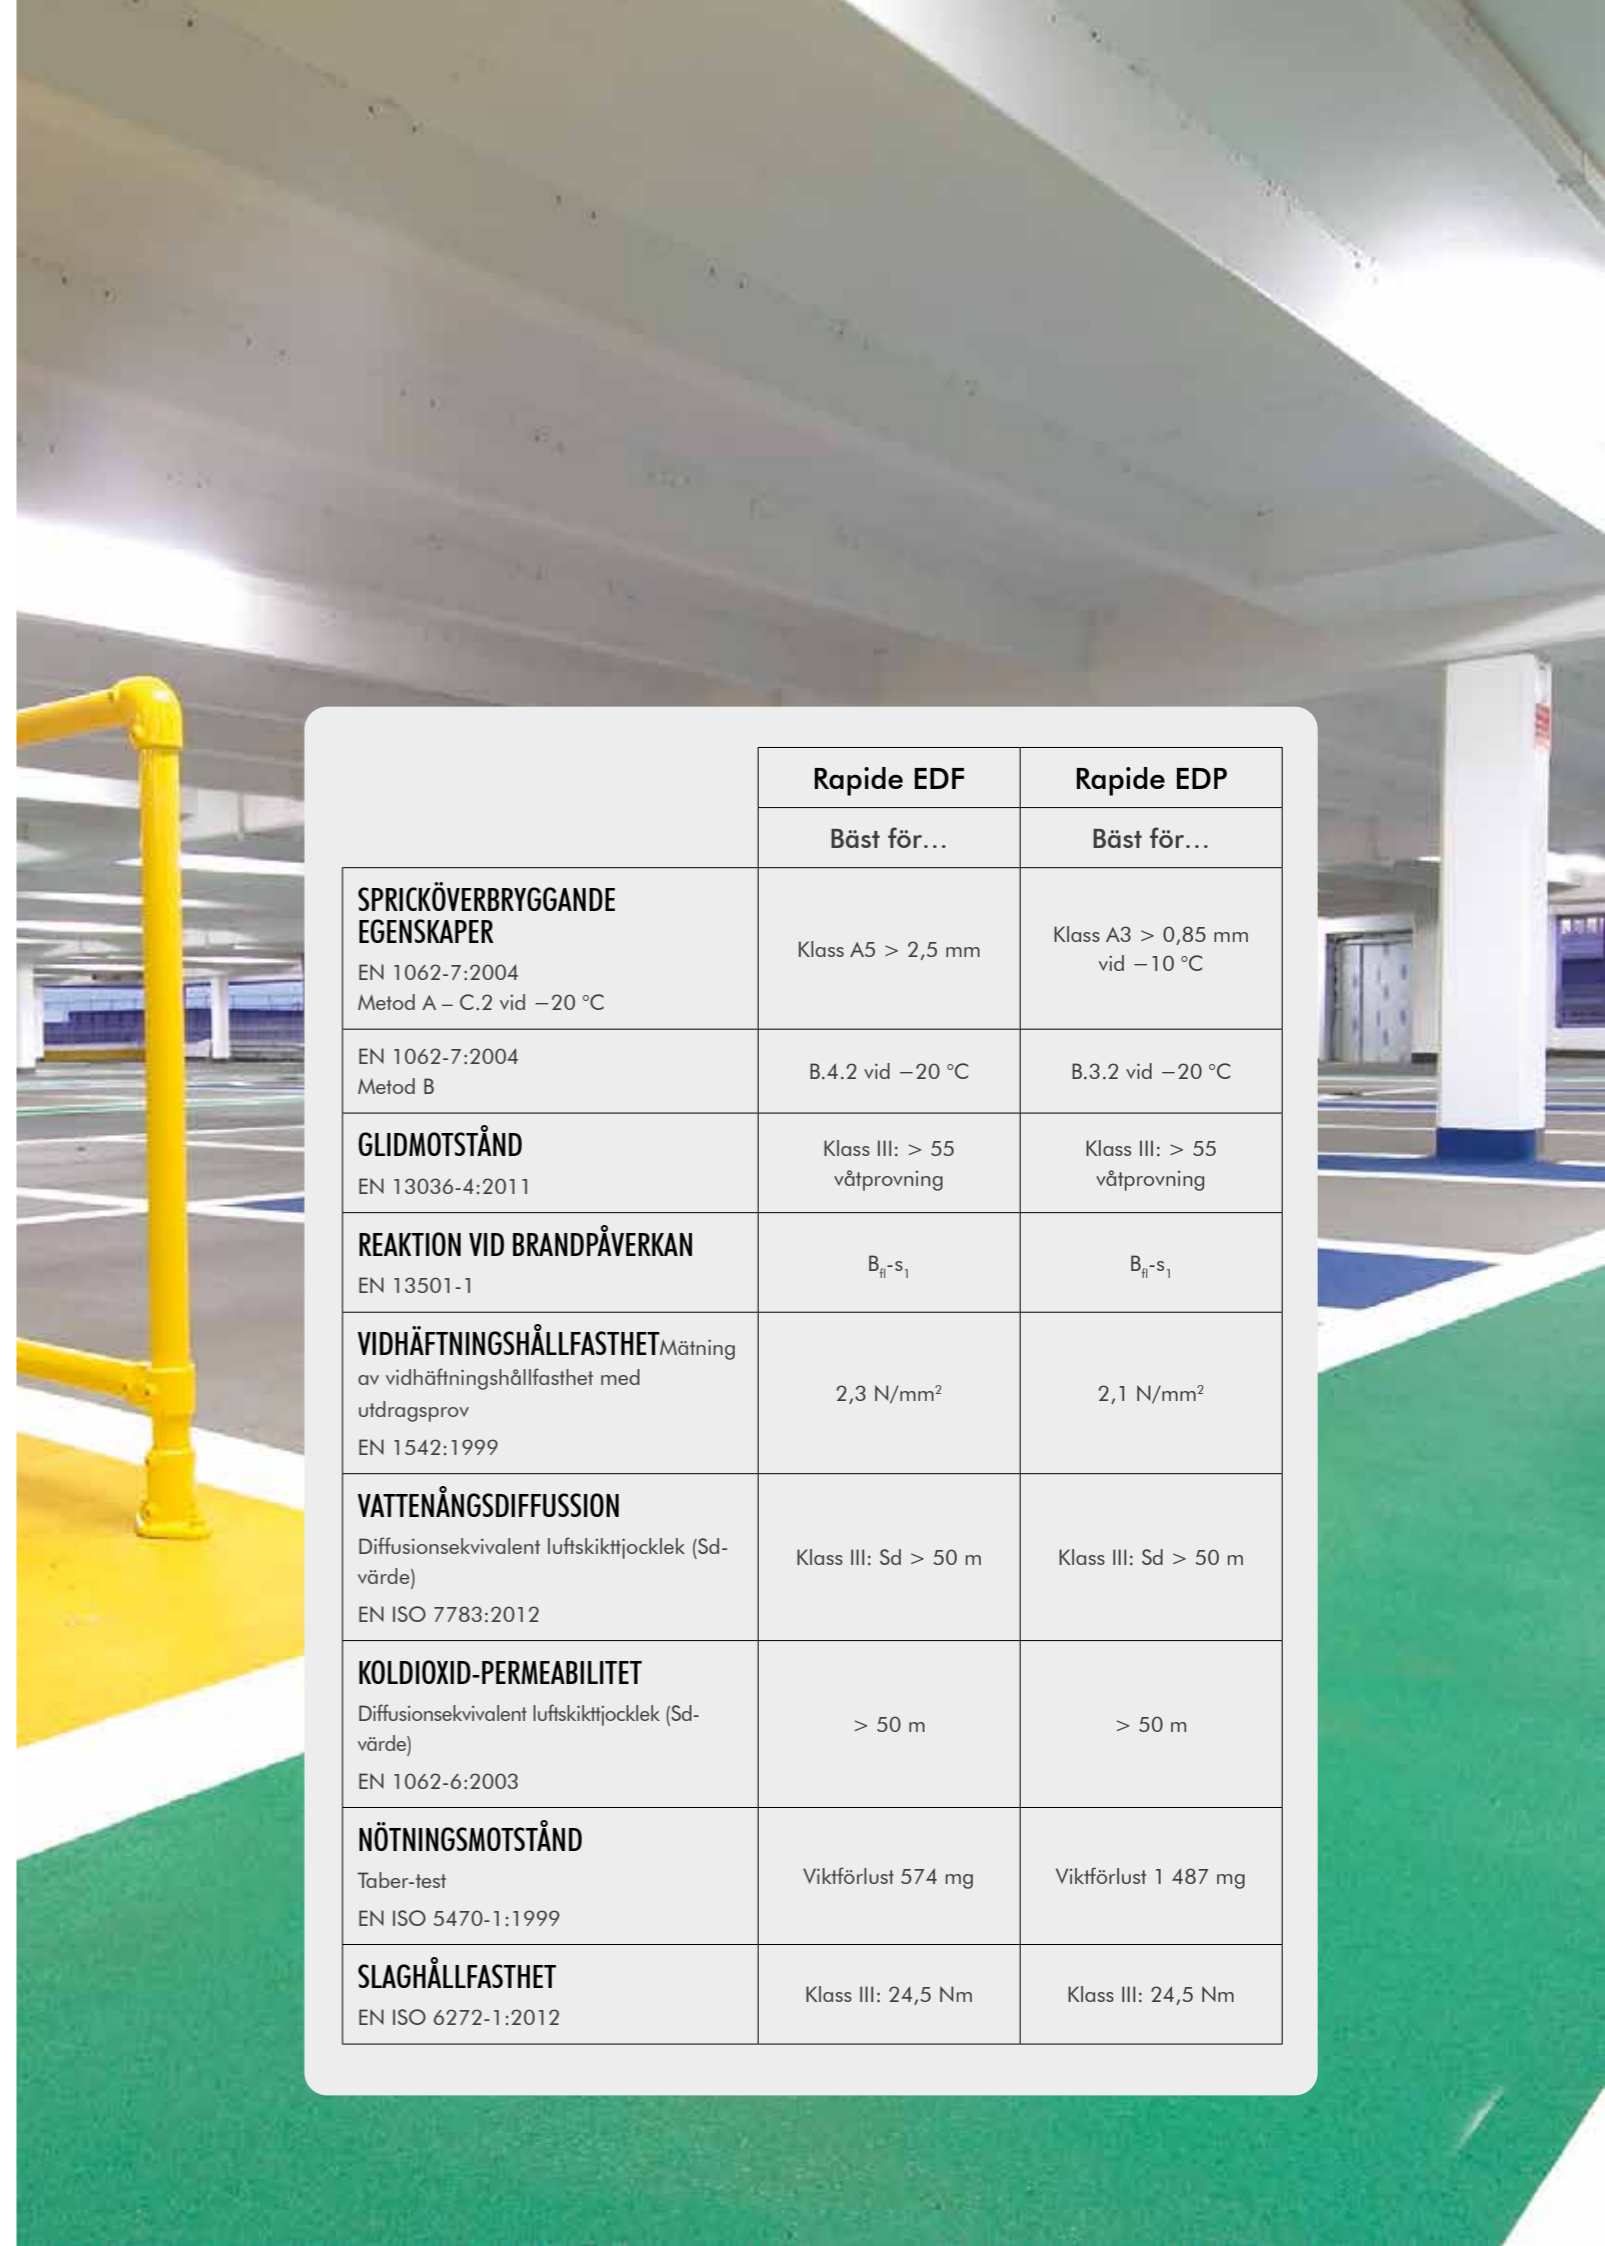 Rapide EDF Rapide EDP
Bäst för… Bäst för…
SPRICKÖVERBRYGGANDE
EGENSKAPER
EN 1062-7:2004
Metod A – C.2 vid −20 °C
Klass A5 > 2,5 mm
Klass A3 > 0,85 mm
vid −10 °C
EN 1062-7:2004
Metod B
B.4.2 vid −20 °C
B.3.2 vid −20 °C
GLIDMOTSTÅND
EN 13036-4:2011
Klass III: > 55
våtprovning
Klass III: > 55
våtprovning
REAKTION VID BRANDPÅVERKAN
EN 13501-1
Bfl-s1
Bfl-s1
VIDHÄFTNINGSHÅLLFASTHETMätning
av vidhäftningshållfasthet med
utdragsprov
EN 1542:1999
2,3 N/mm²
2,1 N/mm²
VATTENÅNGSDIFFUSSION
Diffusionsekvivalent luftskikttjocklek (Sd-
värde)
EN ISO 7783:2012
Klass III: Sd > 50 m
Klass III: Sd > 50 m
KOLDIOXID-PERMEABILITET
Diffusionsekvivalent luftskikttjocklek (Sd-
värde)
EN 1062-6:2003
> 50 m
> 50 m
NÖTNINGSMOTSTÅND
Taber-test
EN ISO 5470-1:1999
Viktförlust 574 mg
Viktförlust 1 487 mg
SLAGHÅLLFASTHET
EN ISO 6272-1:2012
Klass III: 24,5 Nm
Klass III: 24,5 Nm